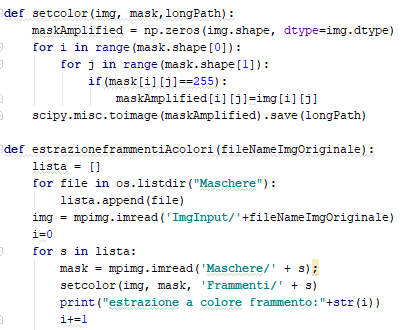 def setcolor(img, mask,longPath):
    maskAmplified = np.zeros(img.shape, dtype=img.dtype)
    for i in range(mask.shape[0]):
        for j in range(mask.shape[1]):
            if(mask[i][j]==255):
                maskAmplified[i][j]=img[i][j]
    scipy.misc.toimage(maskAmplified).save(longPath)

def estrazioneframmentiAcolori(fileNameImgOriginale):
    lista = []
    for file in os.listdir("Maschere"):
        lista.append(file)
    img = mpimg.imread('ImgInput/'+fileNameImgOriginale)
    i=0
    for s in lista:
        mask = mpimg.imread('Maschere/' + s);
        setcolor(img, mask, 'Frammenti/' + s)
        print("estrazione a colore frammento:"+str(i))
        i+=1